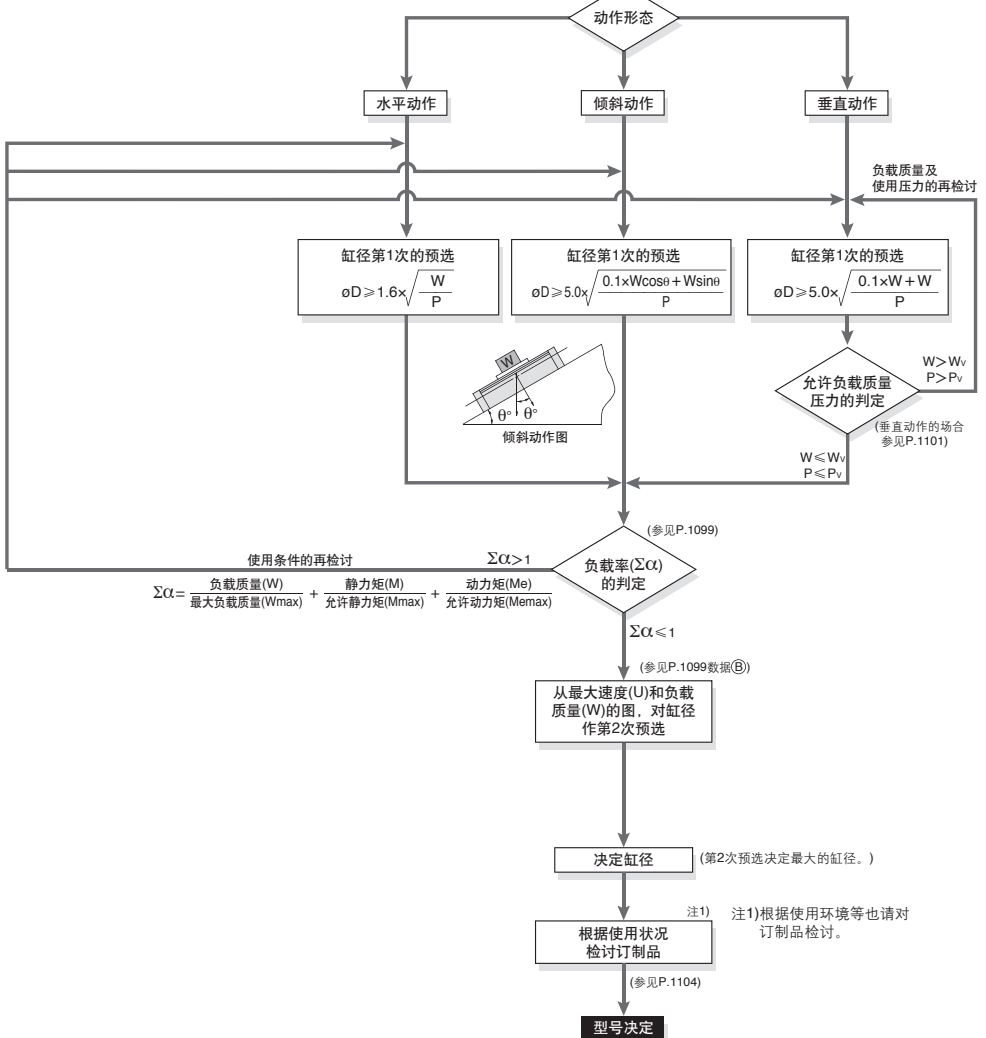 动作形态
水平动作
倾斜动作
垂直动作
负载质量及
使用压力的再检讨
缸径第1次的预选
øD≥1.6×√(W/P)
缸径第1次的预选
øD≥5.0×√((0.1×Wcosθ+Wsinθ)/P)
缸径第1次的预选
øD≥5.0×√((0.1×W+W)/P)
W
θ° θ°
倾斜动作图
允许负载质量
压力的判定
W>Wv
P>Pv
(垂直动作的场合
参见P.1101)
W≤Wv
P≤Pv
(参见P.1099)
负载率(Σα)
的判定
使用条件的再检讨
Σα>1
Σα=负载质量(W)/最大负载质量(Wmax) + 静力矩(M)/允许静力矩(Mmax) + 动力矩(Me)/允许动力矩(Memax)
Σα≤1
(参见P.1099数据Ⓑ)
从最大速度(U)和负载
质量(W)的图，对缸径
作第2次预选
决定缸径
(第2次预选决定最大的缸径。)
注1)
根据使用状况
检讨订制品
注1)根据使用环境等也请对
订制品检讨。
(参见P.1104)
型号决定